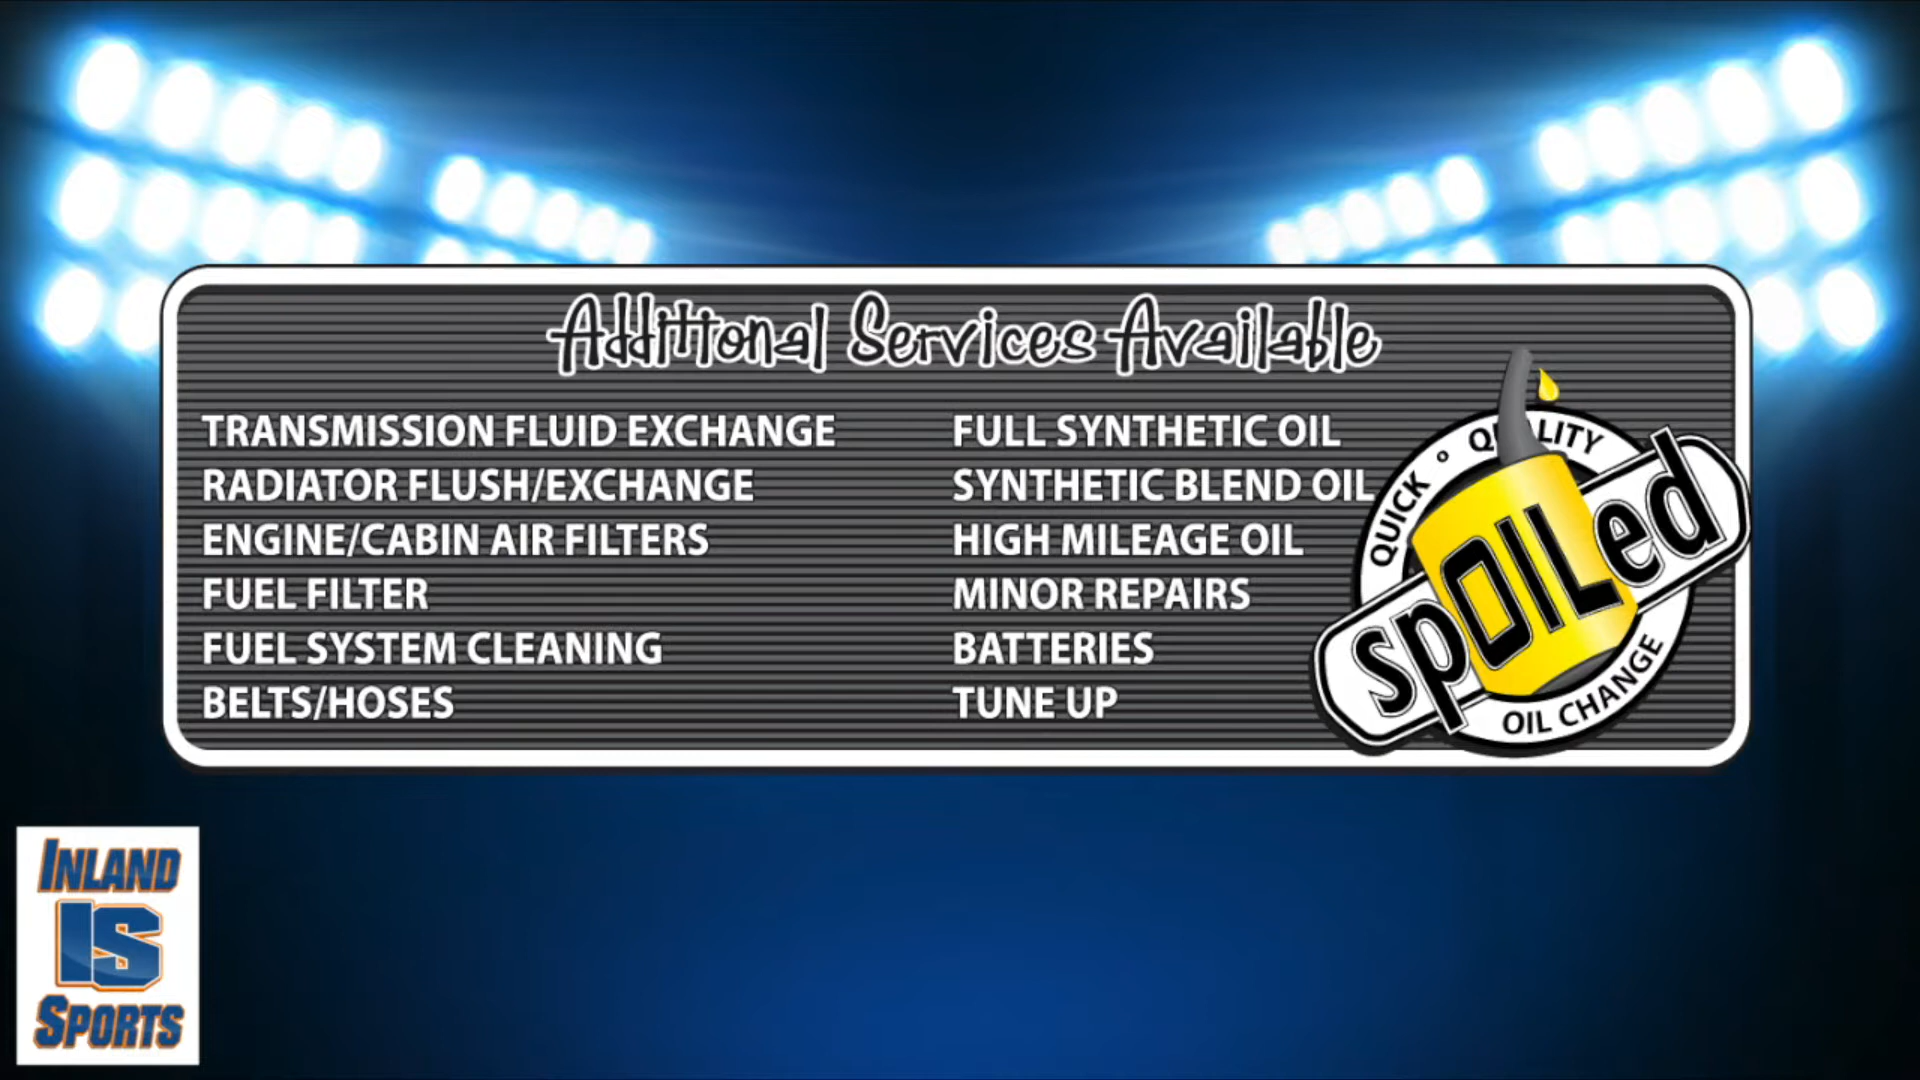 Additional Services Available
TRANSMISSION FLUID EXCHANGE
RADIATOR FLUSH/EXCHANGE
ENGINE/CABIN AIR FILTERS
FUEL FILTER
FUEL SYSTEM CLEANING
BELTS/HOSES
FULL SYNTHETIC OIL
SYNTHETIC BLEND OIL
HIGH MILEAGE OIL
MINOR REPAIRS
BATTERIES
TUNE UP
QUICK QUALITY
spOILed
OIL CHANGE
INLAND
IS
SPORTS